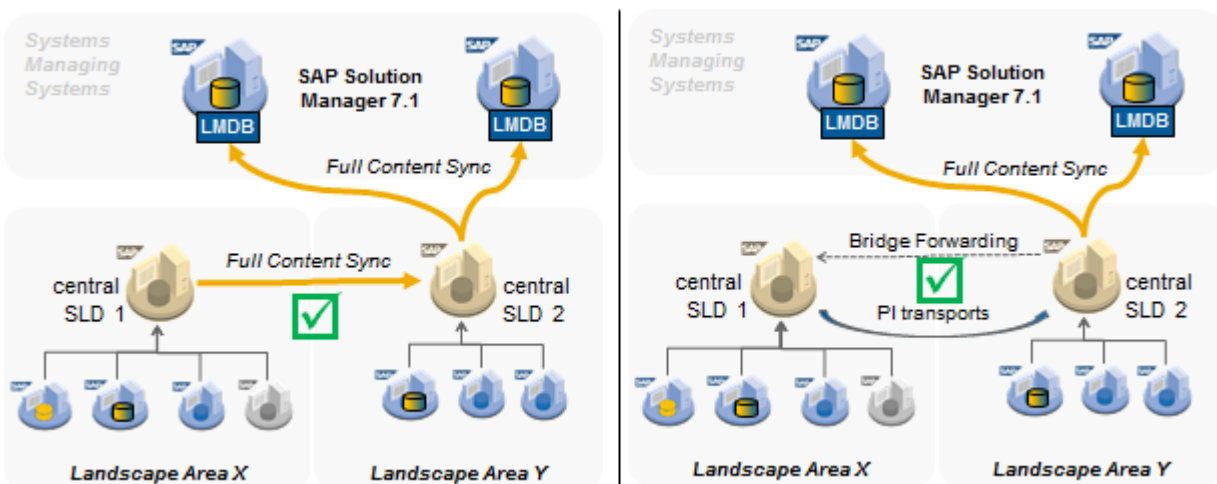 Systems
Managing
Systems
SAP
SAP
SAP Solution
Manager 7.1
LMDB
LMDB
Full Content Sync
SAP
SAP
Full Content Sync
central
SLD 1
central
SLD 2
SAP
SAP
SAP
SAP
SAP
SAP
SAP
Landscape Area X
Landscape Area Y
Systems
Managing
Systems
SAP
SAP
SAP Solution
Manager 7.1
LMDB
LMDB
Full Content Sync
SAP
Bridge Forwarding
SAP
central
SLD 1
PI transports
central
SLD 2
SAP
SAP
SAP
SAP
SAP
SAP
SAP
Landscape Area X
Landscape Area Y